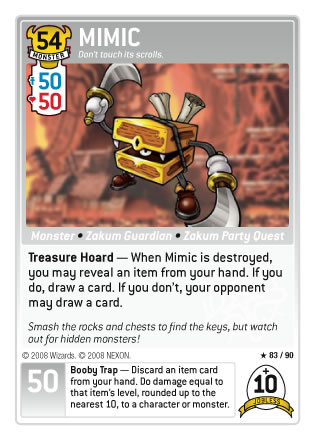 54
MONSTER
MIMIC
Don't touch its scrolls.
50
50
Monster • Zakum Guardian • Zakum Party Quest
Treasure Hoard — When Mimic is destroyed,
you may reveal an item from your hand. If you
do, draw a card. If you don't, your opponent
may draw a card.
Smash the rocks and chests to find the keys, but watch
out for hidden monsters!
© 2008 Wizards. © 2008 NEXON.
★ 83 / 90
50
Booby Trap — Discard an item card
from your hand. Do damage equal to
that item's level, rounded up to the
nearest 10, to a character or monster.
+
10
JOBLESS